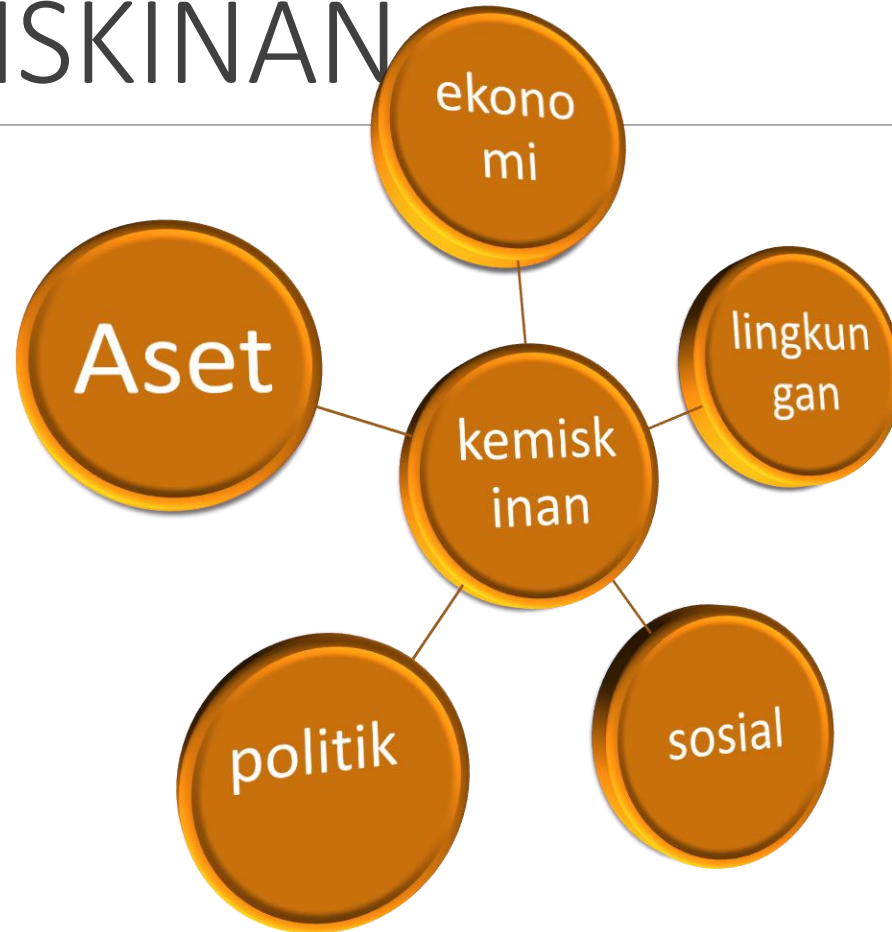 ISKINAN
ekono
mi
lingkun
gan
sosial
politik
Aset
kemisk
inan